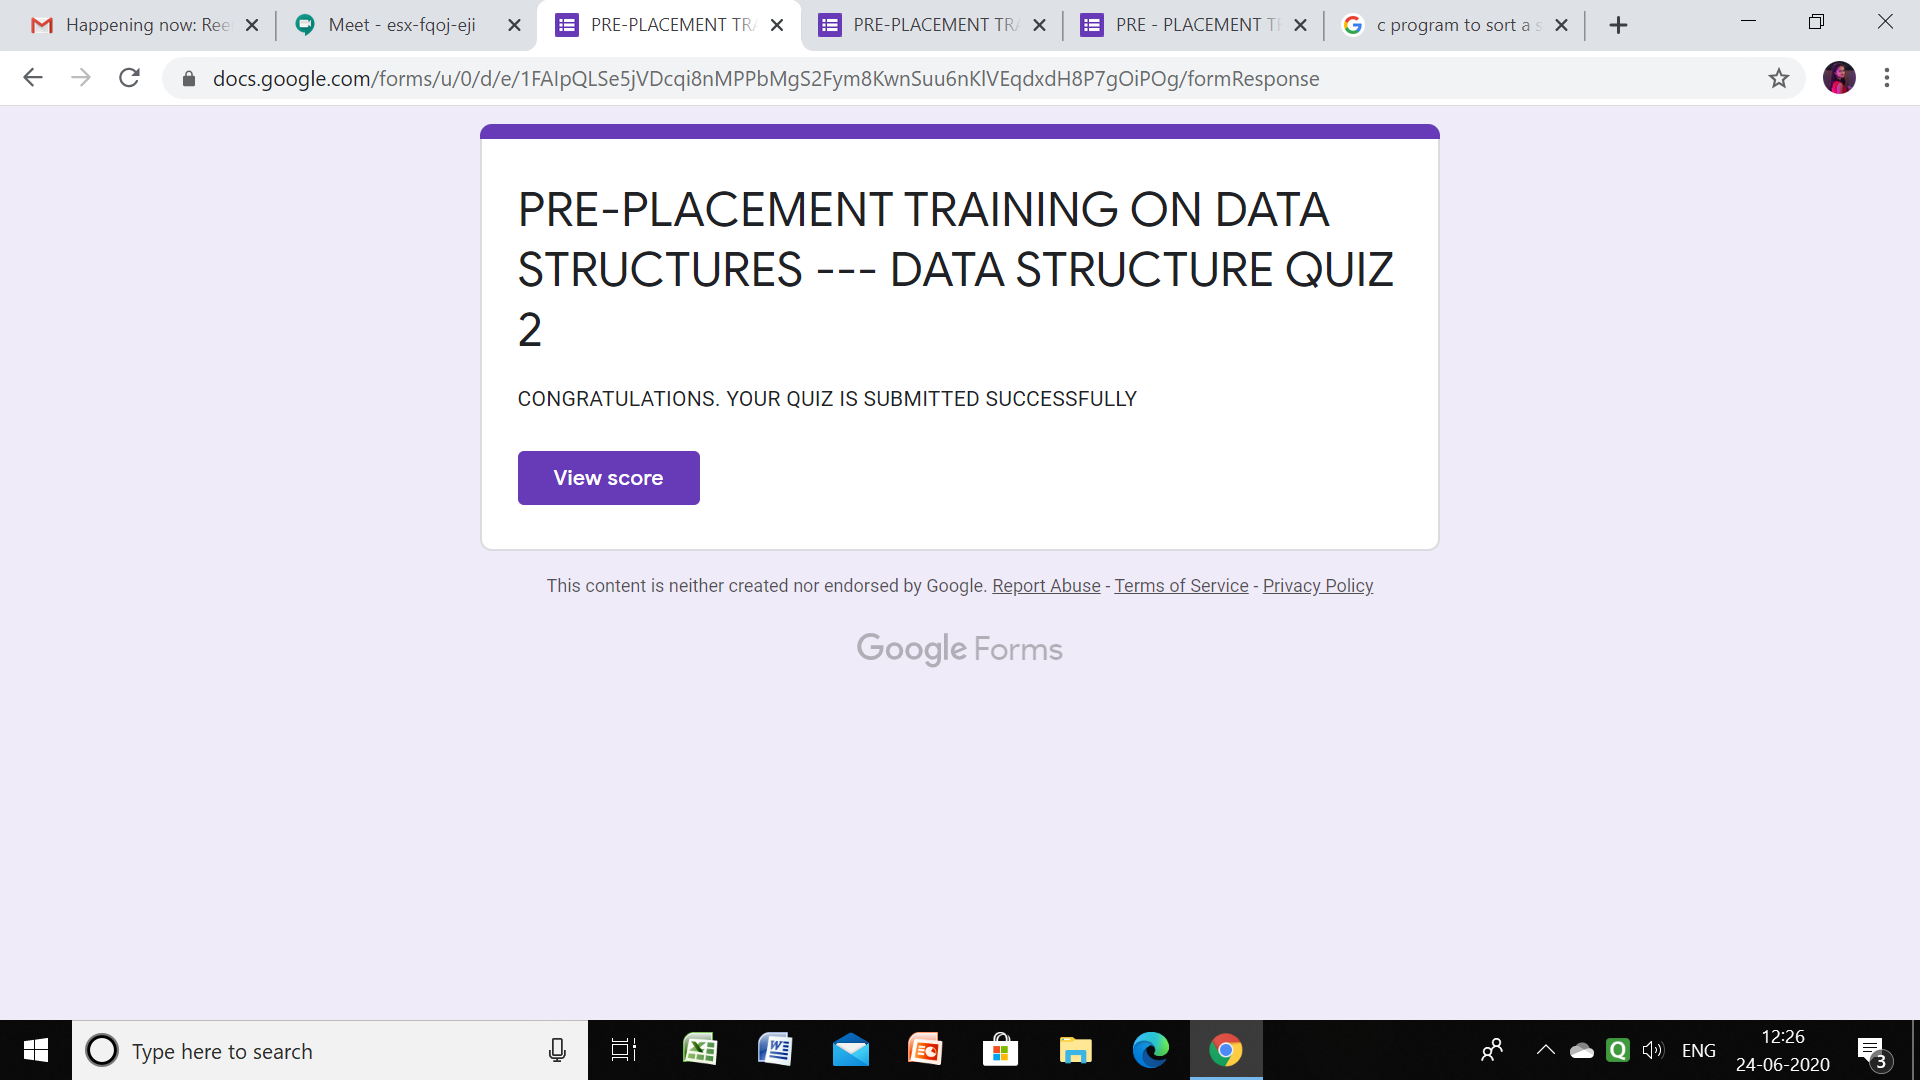 Happening now: Ree
Meet - esx-fqoj-eji
PRE-PLACEMENT TRA
PRE-PLACEMENT TRA
PRE - PLACEMENT T
c program to sort a s
docs.google.com/forms/u/0/d/e/1FAIpQLSe5jVDcqi8nMPPbMgS2Fym8KwnSuu6nKlVEqdxdH8P7gOiPOg/formResponse
PRE-PLACEMENT TRAINING ON DATA
STRUCTURES --- DATA STRUCTURE QUIZ
2
CONGRATULATIONS. YOUR QUIZ IS SUBMITTED SUCCESSFULLY
View score
This content is neither created nor endorsed by Google. Report Abuse - Terms of Service - Privacy Policy
Google Forms
Type here to search
ENG
12:26
24-06-2020
3